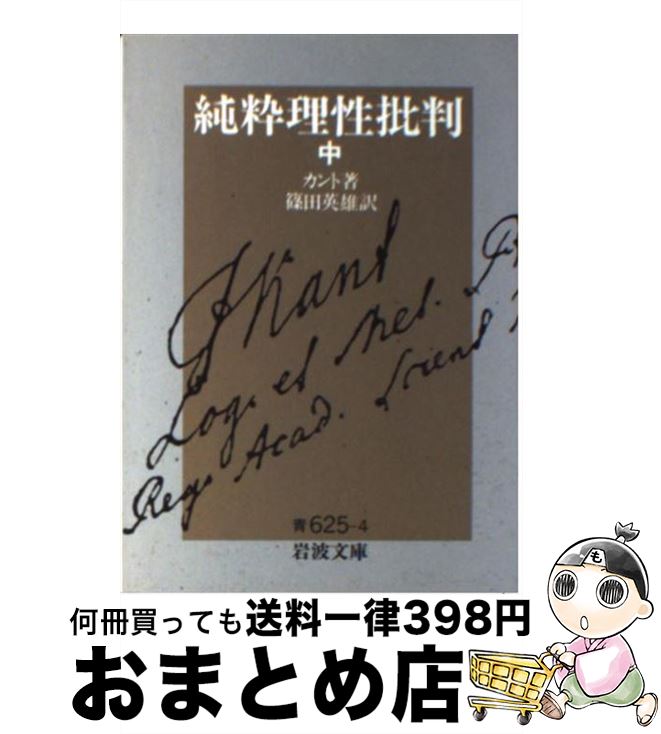 純粋理性批判
中
カント著
篠田英雄訳
IKant
Log. et Met. P
Reg. Acad. Scient
青625-4
岩波文庫
も
何冊買っても送料一律398円
おまとめ店